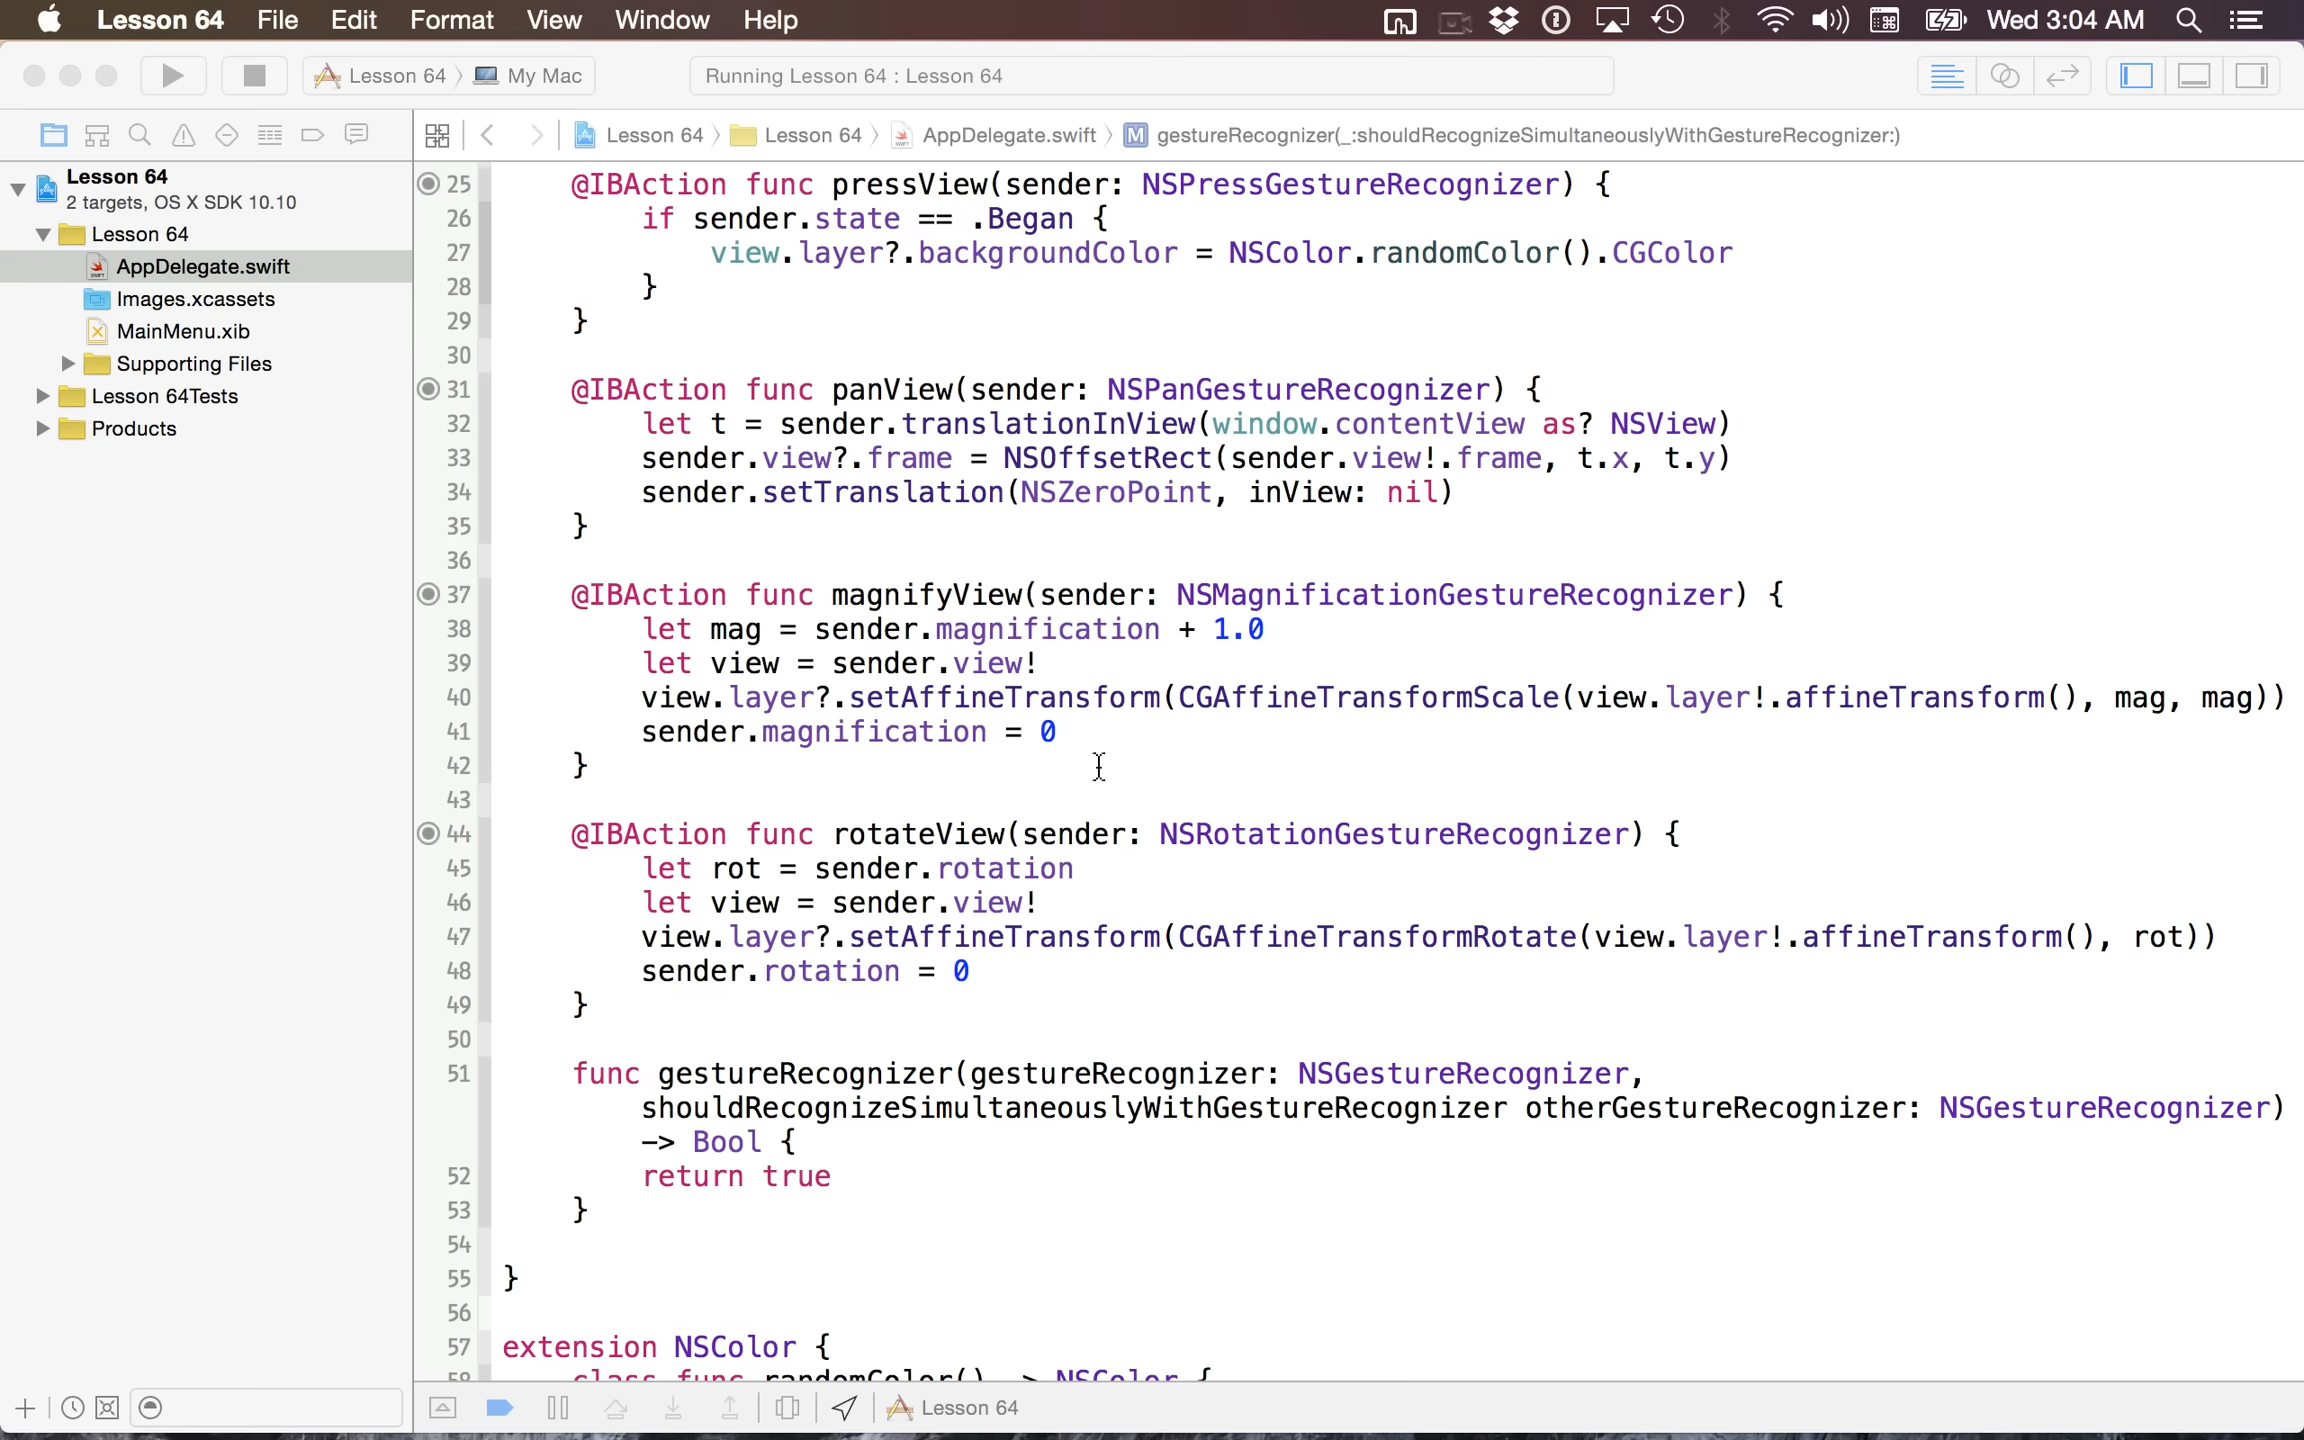 Lesson 64 File Edit Format View Window Help Wed 3:04 AM
Lesson 64 My Mac Running Lesson 64 : Lesson 64
Lesson 64 Lesson 64 AppDelegate.swift M gestureRecognizer(_:shouldRecognizeSimultaneouslyWithGestureRecognizer:)
Lesson 64
2 targets, OS X SDK 10.10
Lesson 64
AppDelegate.swift
Images.xcassets
MainMenu.xib
Supporting Files
Lesson 64Tests
Products
25 @IBAction func pressView(sender: NSPressGestureRecognizer) {
26 if sender.state == .Began {
27 view.layer?.backgroundColor = NSColor.randomColor().CGColor
28 }
29 }
30
31 @IBAction func panView(sender: NSPanGestureRecognizer) {
32 let t = sender.translationInView(window.contentView as? NSView)
33 sender.view?.frame = NSOffsetRect(sender.view!.frame, t.x, t.y)
34 sender.setTranslation(NSZeroPoint, inView: nil)
35 }
36
37 @IBAction func magnifyView(sender: NSMagnificationGestureRecognizer) {
38 let mag = sender.magnification + 1.0
39 let view = sender.view!
40 view.layer?.setAffineTransform(CGAffineTransformScale(view.layer!.affineTransform(), mag, mag))
41 sender.magnification = 0
42 }
43
44 @IBAction func rotateView(sender: NSRotationGestureRecognizer) {
45 let rot = sender.rotation
46 let view = sender.view!
47 view.layer?.setAffineTransform(CGAffineTransformRotate(view.layer!.affineTransform(), rot))
48 sender.rotation = 0
49 }
50
51 func gestureRecognizer(gestureRecognizer: NSGestureRecognizer,
shouldRecognizeSimultaneouslyWithGestureRecognizer otherGestureRecognizer: NSGestureRecognizer)
-> Bool {
52 return true
53 }
54
55 }
56
57 extension NSColor {
58 class func randomColor() -> NSColor {
Lesson 64